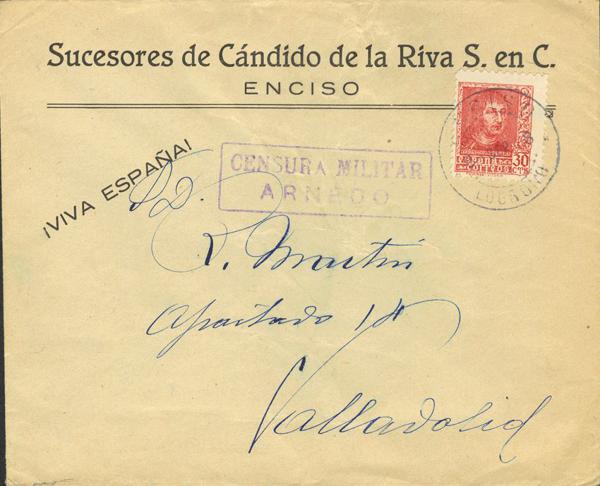 Sucesores de Cándido de la Riva S. en C.
ENCISO
¡VIVA ESPAÑA!
CENSURA MILITAR
ARNEDO
CORREOS
30
LOGROÑO
R. Martín
Apartado 14
Valladolid